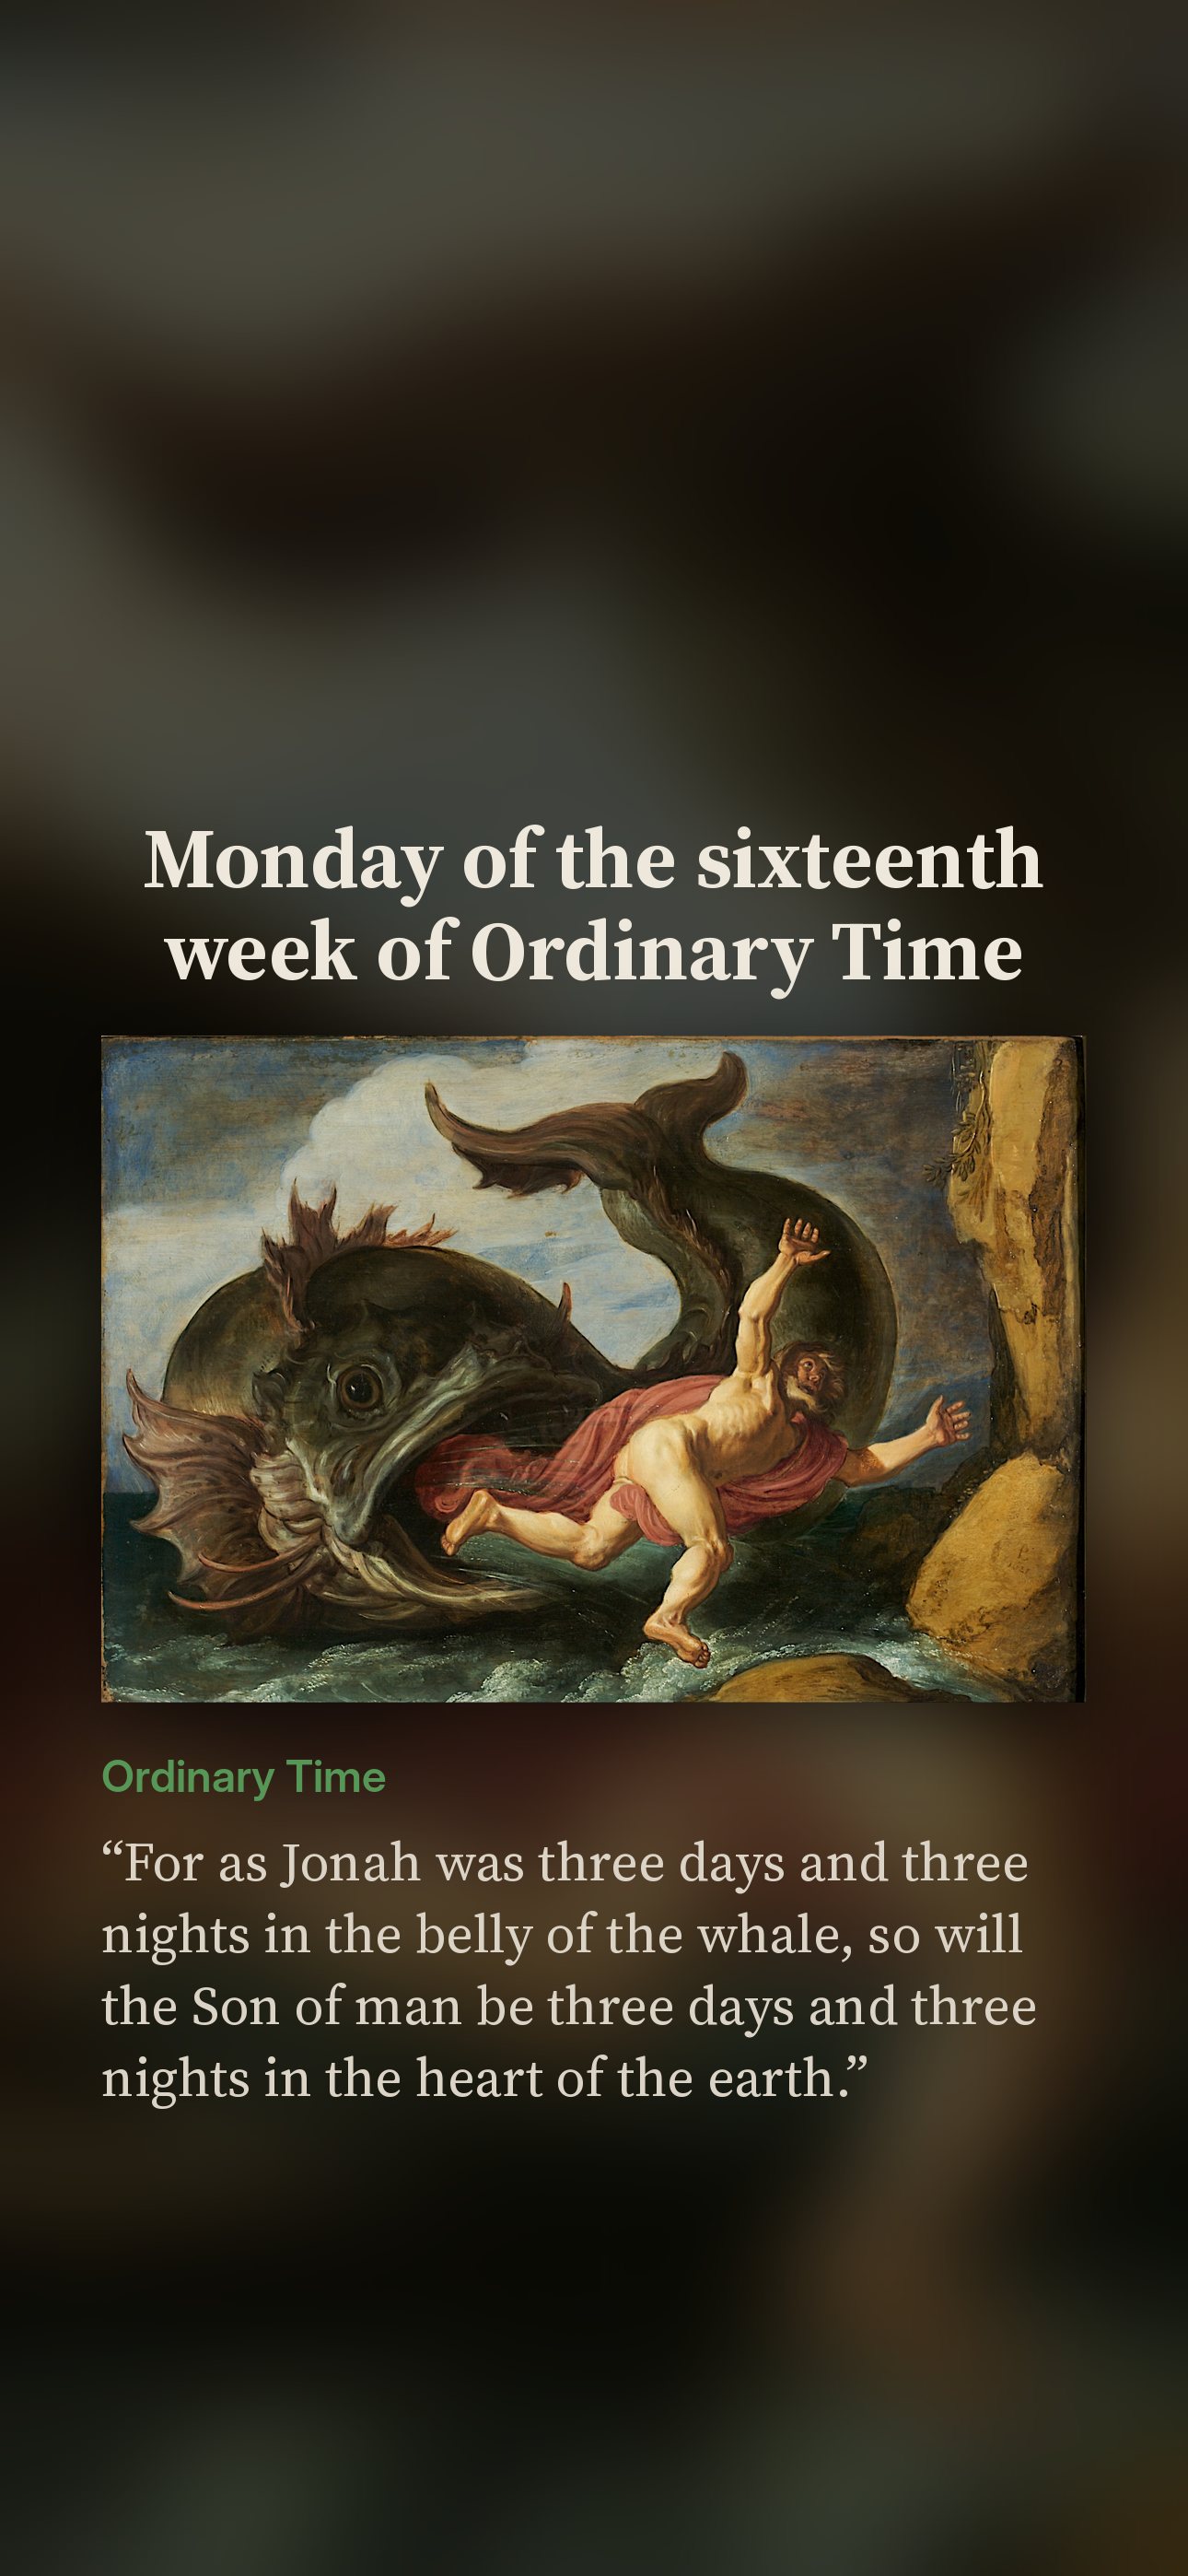 Monday of the sixteenth
week of Ordinary Time
Ordinary Time
“For as Jonah was three days and three
nights in the belly of the whale, so will
the Son of man be three days and three
nights in the heart of the earth.”